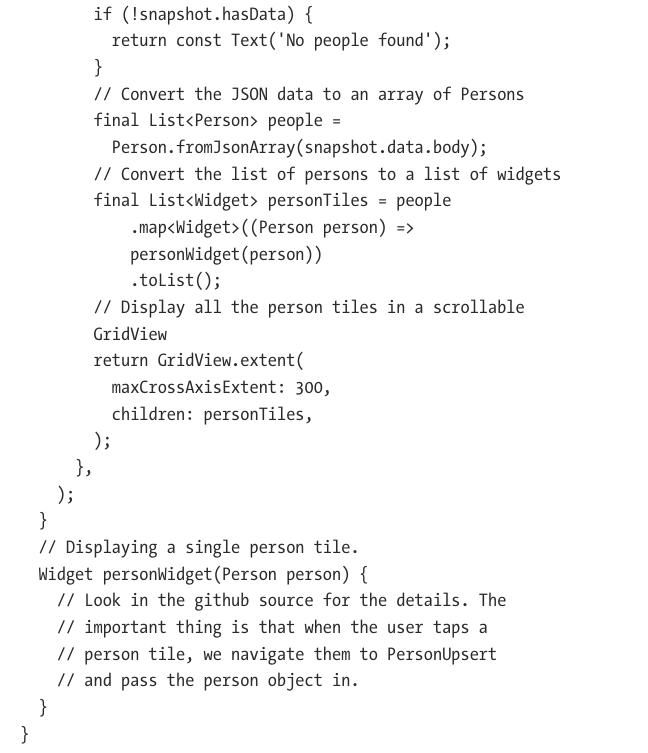 if (!snapshot.hasData) {
return const Text('No people found');
}
// Convert the JSON data to an array of Persons
final List<Person> people =
Person.fromJsonArray(snapshot.data.body);
// Convert the list of persons to a list of widgets
final List<Widget> personTiles = people
.map<Widget>((Person person) =>
personWidget(person))
.toList();
// Display all the person tiles in a scrollable
GridView
return GridView.extent(
maxCrossAxisExtent: 300,
children: personTiles,
);
},
);
}
// Displaying a single person tile.
Widget personWidget(Person person) {
// Look in the github source for the details. The
// important thing is that when the user taps a
// person tile, we navigate them to PersonUpsert
// and pass the person object in.
}
}